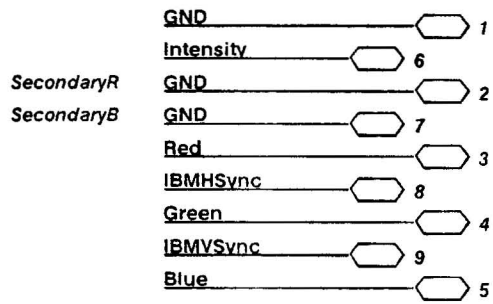 GND 1
Intensity 6
SecondaryR GND 2
SecondaryB GND 7
Red 3
IBMHSync 8
Green 4
IBMVSync 9
Blue 5